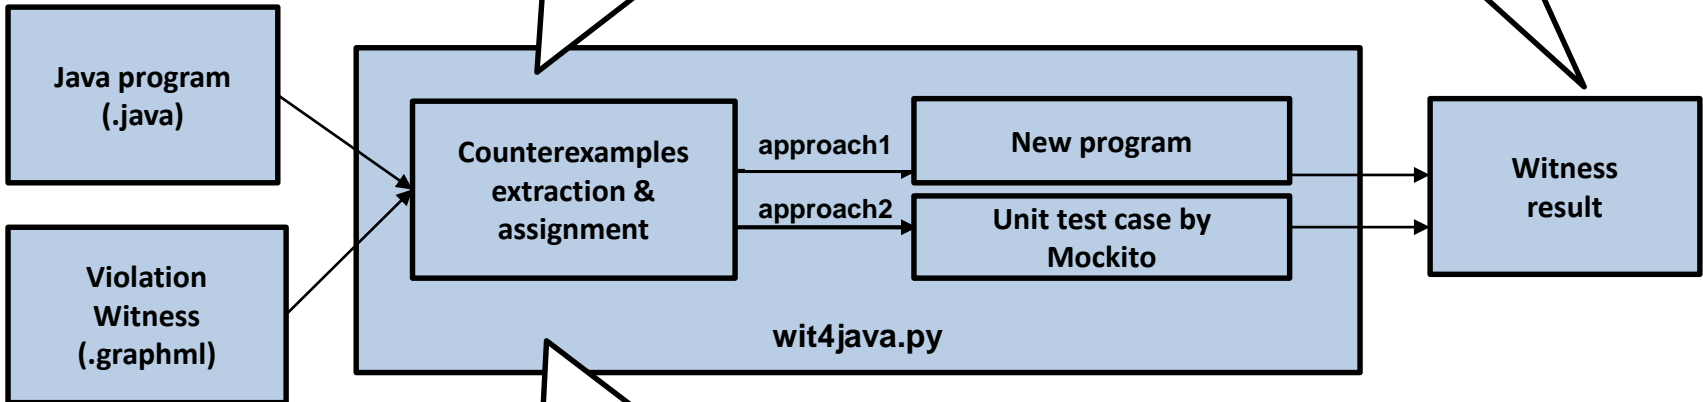 Java program
(.java)
Violation
Witness
(.graphml)
Counterexamples
extraction &
assignment
approach1
approach2
New program
Unit test case by
Mockito
wit4java.py
Witness
result